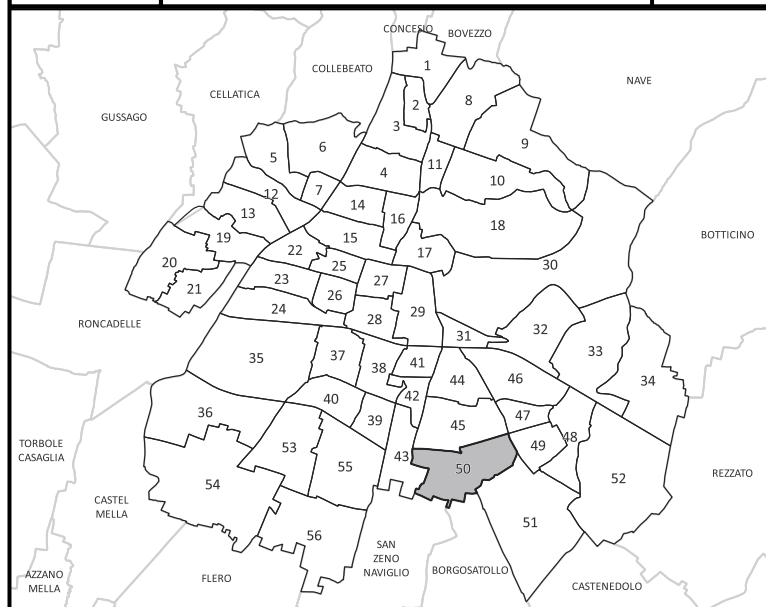 CONCESIO
BOVEZZO
1
COLLEBEATO
NAVE
CELLATICA
8
2
GUSSAGO
3
9
6
5
11
4
10
7
12
14
13
16
18
BOTTICINO
19
15
22
17
20
25
30
23
27
21
26
24
29
28
RONCADELLE
32
31
33
35
37
41
38
44
46
34
42
40
36
39
47
45
48
49
53
TORBOLE
CASAGLIA
43
55
50
REZZATO
52
54
CASTEL
MELLA
51
56
SAN
ZENO
NAVIGLIO
AZZANO
MELLA
FLERO
BORGOSATOLLO
CASTENEDOLO